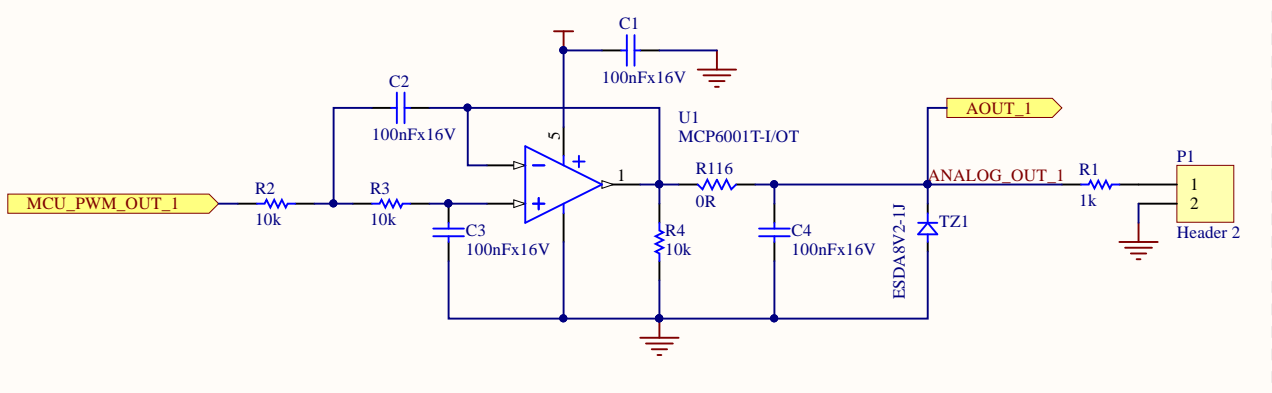 C1
100nFx16V
C2
100nFx16V
5
U1
MCP6001T-I/OT
AOUT_1
MCU_PWM_OUT_1
R2
10k
R3
10k
1
R116
0R
ANALOG_OUT_1
R1
1k
P1
1
2
Header 2
C3
100nFx16V
R4
10k
C4
100nFx16V
ESDA8V2-1J
TZ1